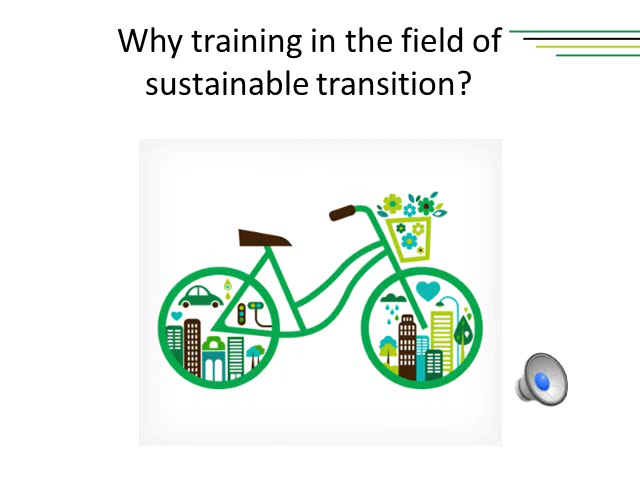 Why training in the field of
sustainable transition?